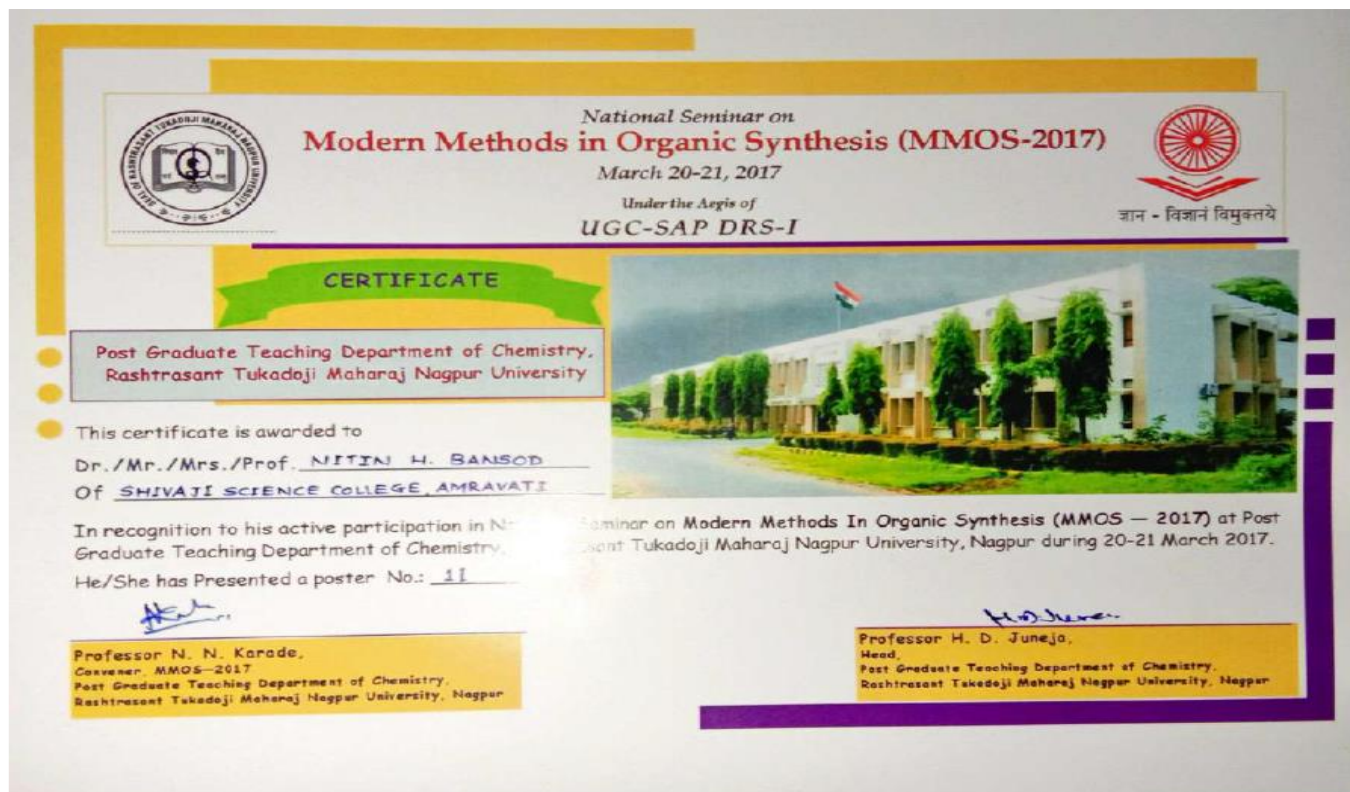 National Seminar on
Modern Methods in Organic Synthesis (MMOS-2017)
March 20-21, 2017
Under the Aegis of
UGC-SAP DRS-I
ज्ञान - विज्ञानं विमुक्तये
CERTIFICATE
Post Graduate Teaching Department of Chemistry,
Rashtrasant Tukadoji Maharaj Nagpur University
This certificate is awarded to
Dr./Mr./Mrs./Prof. NITIN H. BANSOD
Of SHIVAJI SCIENCE COLLEGE, AMRAVATI
In recognition to his active participation in Seminar on Modern Methods In Organic Synthesis (MMOS — 2017) at Post
Graduate Teaching Department of Chemistry, Tukadoji Maharaj Nagpur University, Nagpur during 20-21 March 2017.
He/She has Presented a poster No.: 11
H.D.Juneja
Professor N. N. Karade,
Convener, MMOS—2017
Post Graduate Teaching Department of Chemistry,
Rashtrasant Tukadoji Maharaj Nagpur University, Nagpur
Professor H. D. Juneja,
Head,
Post Graduate Teaching Department of Chemistry,
Rashtrasant Tukadoji Maharaj Nagpur University, Nagpur